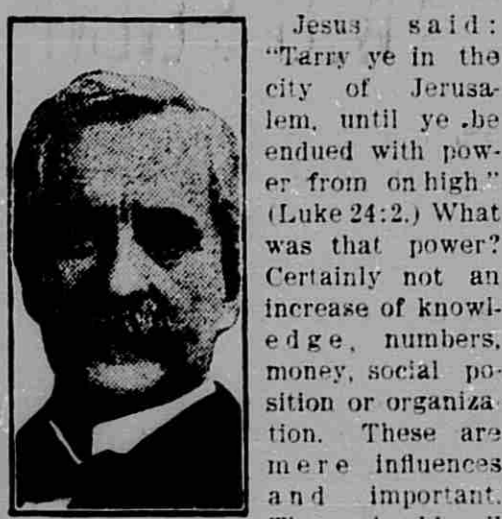 Jesus said:
"Tarry ye in the
city of Jerusa-
lem, until ye be
endued with pow-
er from on high."
(Luke 24:2.) What
was that power?
Certainly not an
increase of knowl-
edge, numbers,
money, social po-
sition or organiza
tion. These are
mere influences
and important.